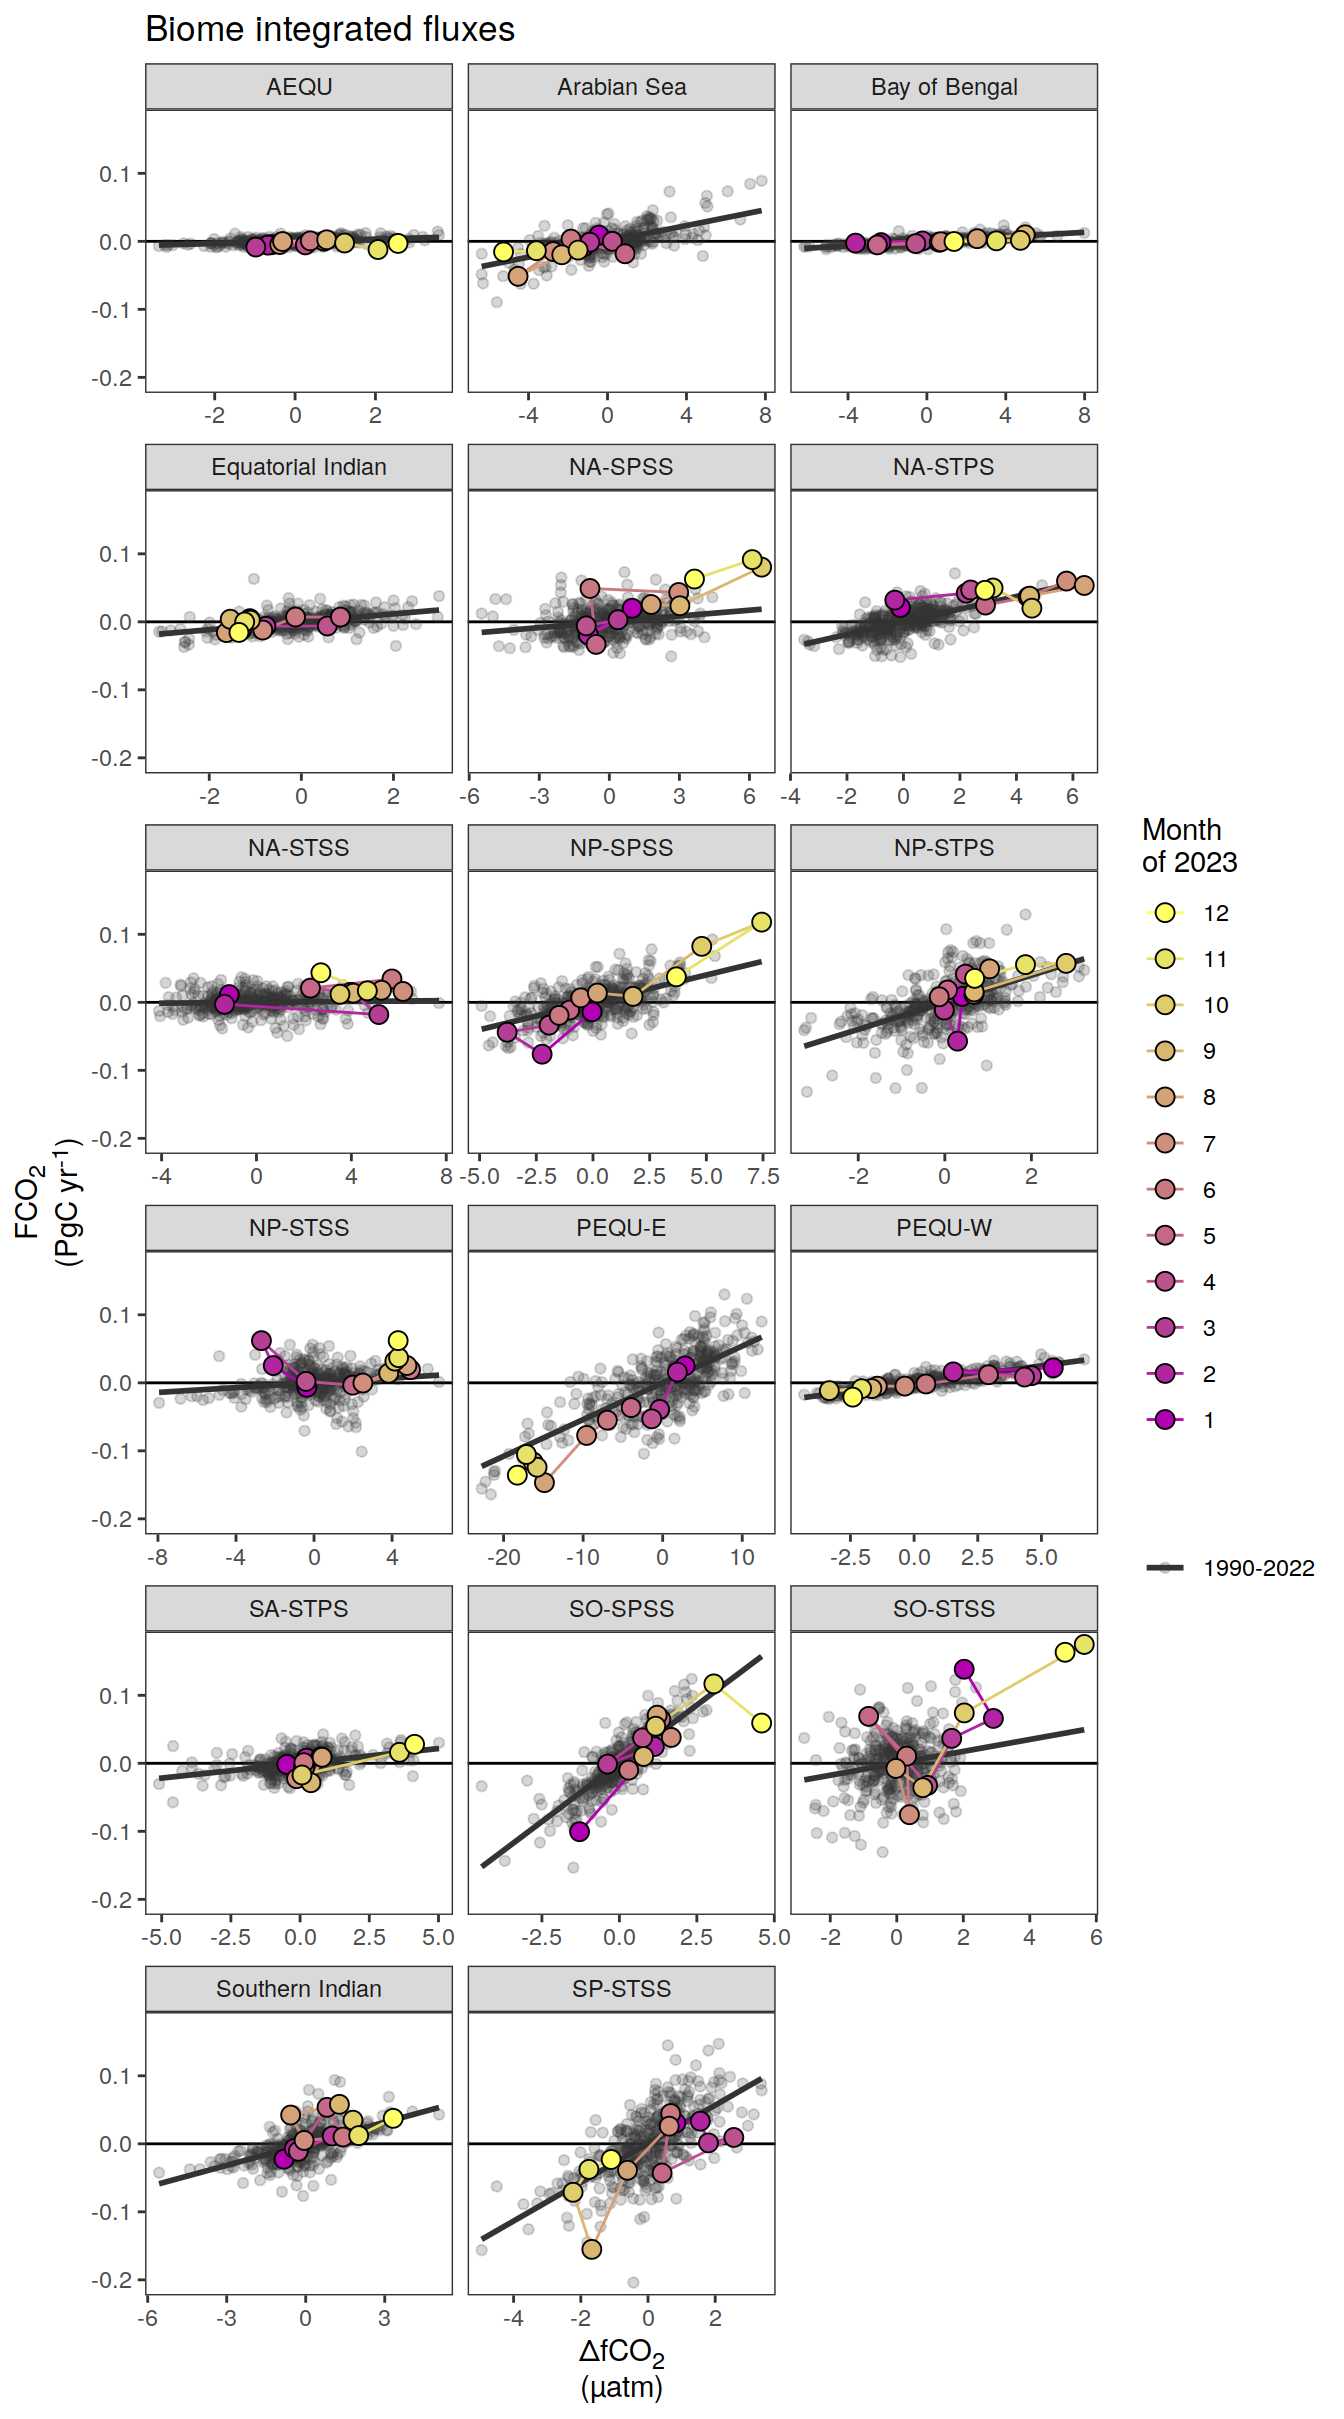 Biome integrated fluxes
AEQU Arabian Sea Bay of Bengal
0.1
0.0
-0.1
-0.2
-2 0 2 -4 0 4 8 -4 0 4 8
Equatorial Indian NA-SPSS NA-STPS
0.1
0.0
-0.1
-0.2
-2 0 2 -6 -3 0 3 6 -4 -2 0 2 4 6
NA-STSS NP-SPSS NP-STPS
0.1
0.0
-0.1
-0.2
-4 0 4 8 -5.0 -2.5 0.0 2.5 5.0 7.5 -2 0 2
NP-STSS PEQU-E PEQU-W
0.1
0.0
-0.1
-0.2
-8 -4 0 4 -20 -10 0 10 -2.5 0.0 2.5 5.0
SA-STPS SO-SPSS SO-STSS
0.1
0.0
-0.1
-0.2
-5.0 -2.5 0.0 2.5 5.0 -2.5 0.0 2.5 5.0 -2 0 2 4 6
Southern Indian SP-STSS
0.1
0.0
-0.1
-0.2
-6 -3 0 3 -4 -2 0 2
FCO₂
(PgC yr⁻¹)
ΔfCO₂
(µatm)
Month
of 2023
12
11
10
9
8
7
6
5
4
3
2
1
1990-2022